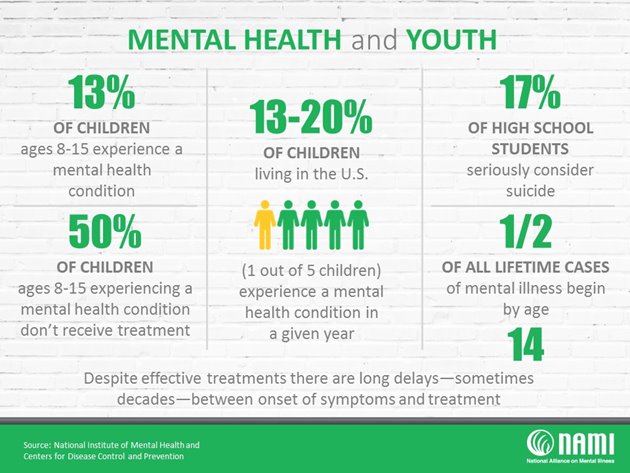 MENTAL HEALTH and YOUTH
13%
OF CHILDREN
ages 8-15 experience a
mental health
condition
50%
OF CHILDREN
ages 8-15 experiencing a
mental health condition
don't receive treatment
13-20%
OF CHILDREN
living in the U.S.
(1 out of 5 children)
experience a mental
health condition in
a given year
17%
OF HIGH SCHOOL
STUDENTS
seriously consider
suicide
1/2
OF ALL LIFETIME CASES
of mental illness begin
by age
14
Despite effective treatments there are long delays—sometimes
decades—between onset of symptoms and treatment
Source: National Institute of Mental Health and
Centers for Disease Control and Prevention
NAMI
National Alliance on Mental Illness